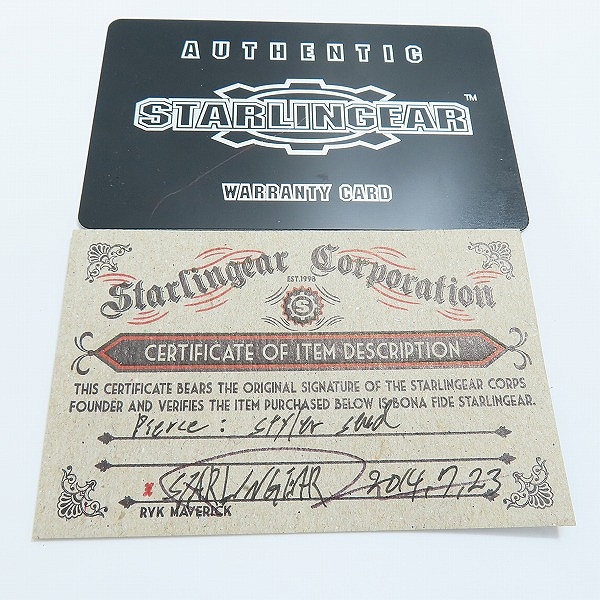 AUTHENTIC
STARLINGEAR™
WARRANTY CARD
Starlingear Corporation
EST.1998
S
CERTIFICATE OF ITEM DESCRIPTION
THIS CERTIFICATE BEARS THE ORIGINAL SIGNATURE OF THE STARLINGEAR CORPS
FOUNDER AND VERIFIES THE ITEM PURCHASED BELOW IS BONA FIDE STARLINGEAR.
Pierce:
x STARLINGEAR 2014,7,23
RYK MAVERICK